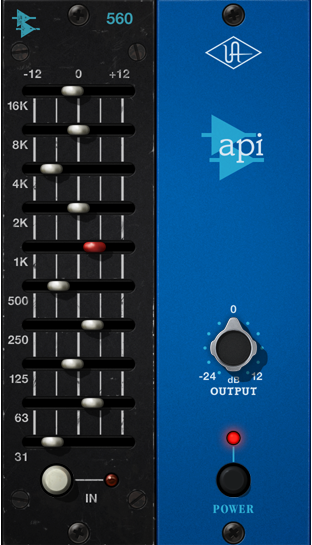 560
-12 0 +12
16K
8K
4K
2K
1K
500
250
125
63
31
IN
UA
api
0
-24 dB 12
OUTPUT
POWER